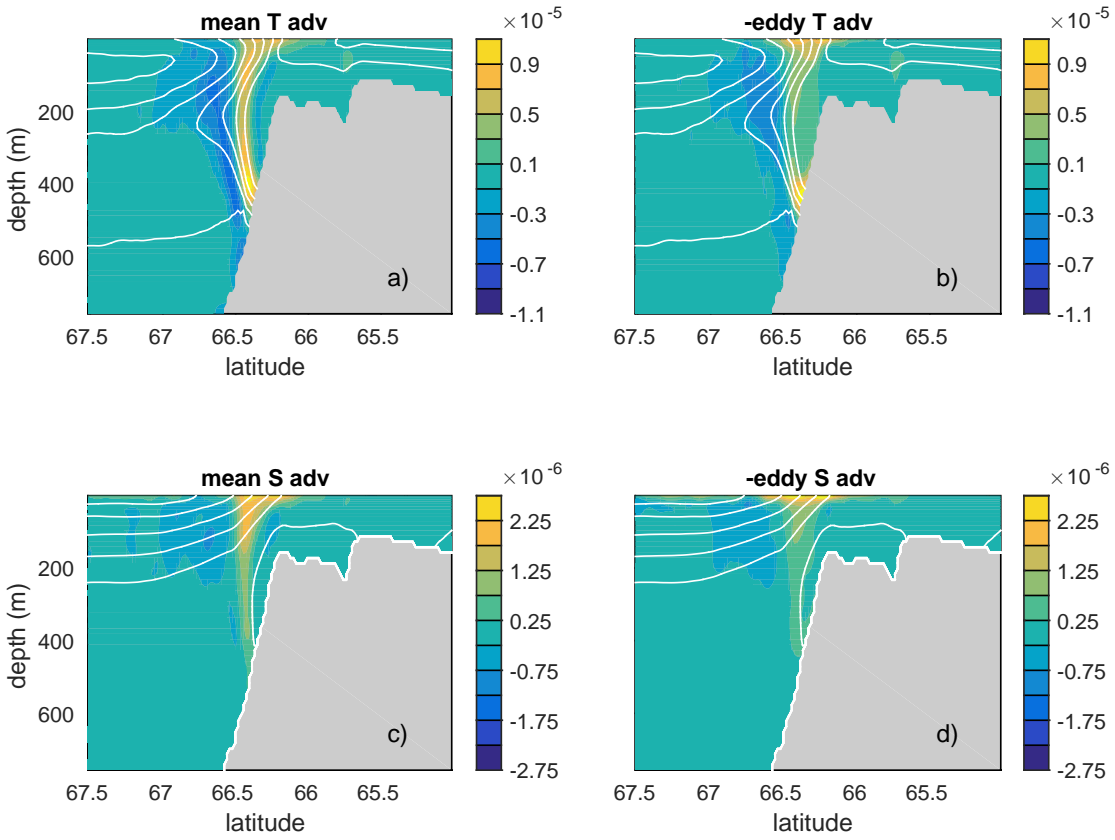 mean T adv
×10^-5
200
400
600
depth (m)
67.5 67 66.5 66 65.5
latitude
a)
0.9
0.5
0.1
-0.3
-0.7
-1.1
-eddy T adv
×10^-5
67.5 67 66.5 66 65.5
latitude
b)
0.9
0.5
0.1
-0.3
-0.7
-1.1
mean S adv
×10^-6
200
400
600
depth (m)
67.5 67 66.5 66 65.5
latitude
c)
2.25
1.25
0.25
-0.75
-1.75
-2.75
-eddy S adv
×10^-6
67.5 67 66.5 66 65.5
latitude
d)
2.25
1.25
0.25
-0.75
-1.75
-2.75